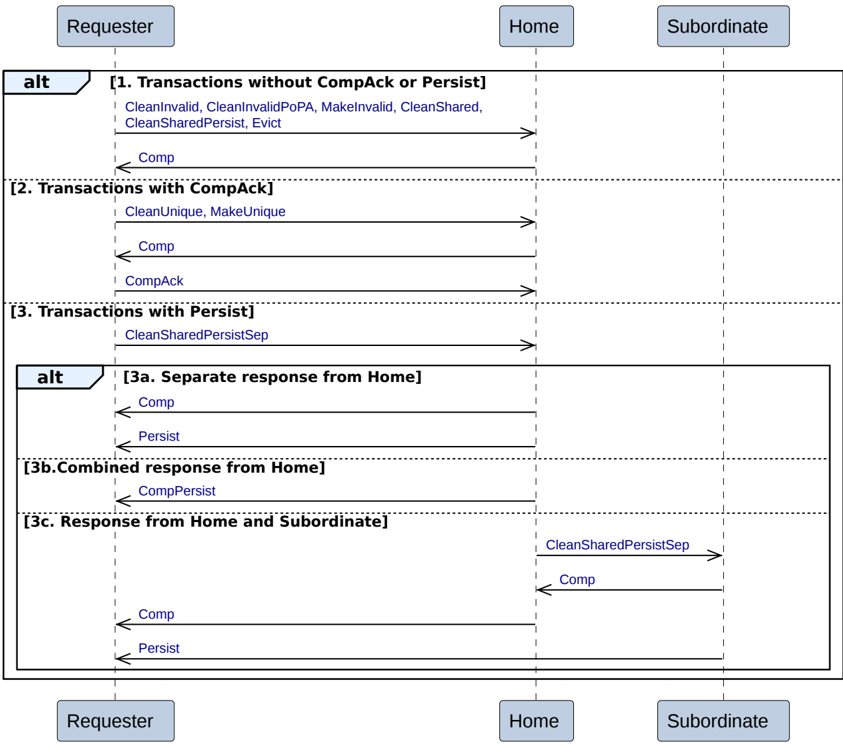 Requester
Home
Subordinate
alt
[1. Transactions without CompAck or Persist]
CleanInvalid, CleanInvalidPoPA, MakeInvalid, CleanShared,
CleanSharedPersist, Evict
Comp
[2. Transactions with CompAck]
CleanUnique, MakeUnique
Comp
CompAck
[3. Transactions with Persist]
CleanSharedPersistSep
alt
[3a. Separate response from Home]
Comp
Persist
[3b.Combined response from Home]
CompPersist
[3c. Response from Home and Subordinate]
CleanSharedPersistSep
Comp
Comp
Persist
Requester
Home
Subordinate